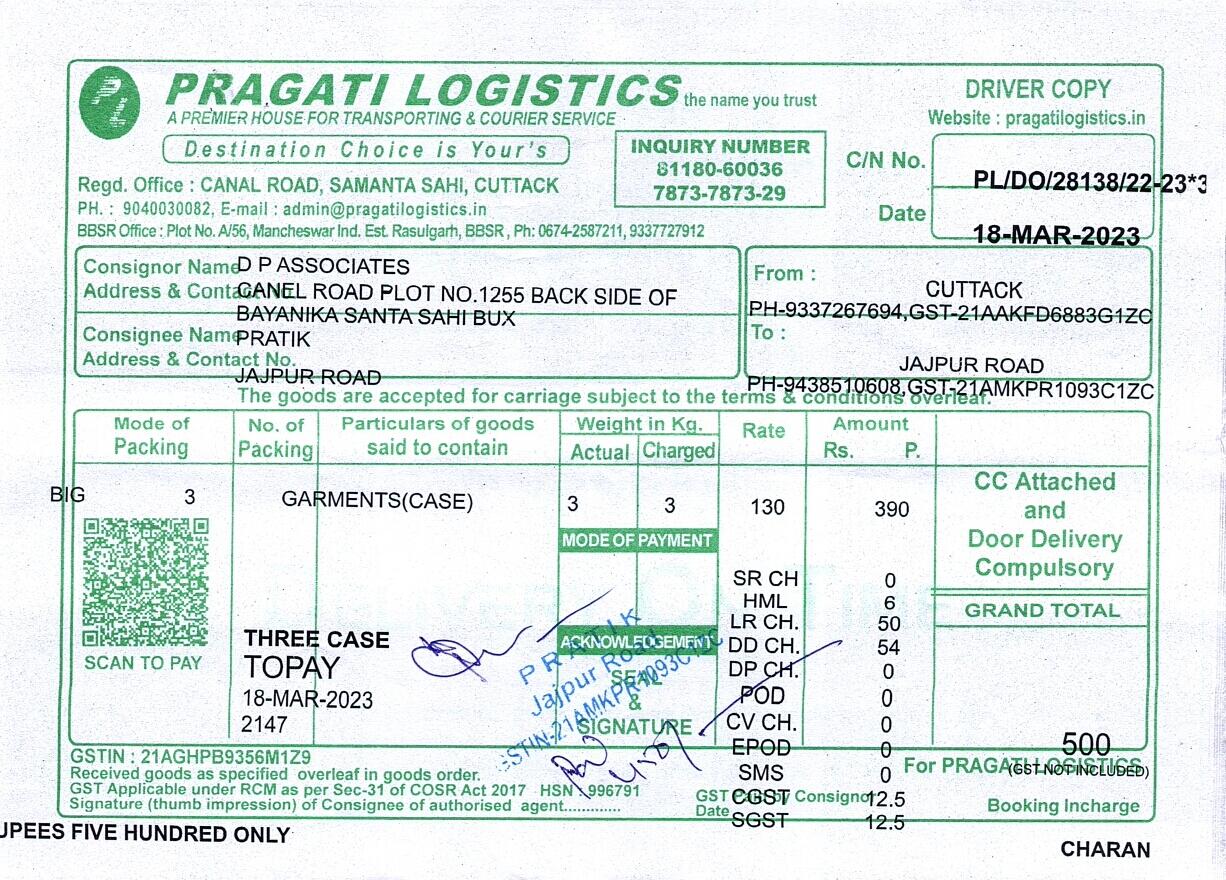 PRAGATI LOGISTICS the name you trust
A PREMIER HOUSE FOR TRANSPORTING & COURIER SERVICE
Destination Choice is Your's
DRIVER COPY
Website : pragatilogistics.in
INQUIRY NUMBER
81180-60036
7873-7873-29
C/N No. PL/DO/28138/22-23*3
Date 18-MAR-2023
Regd. Office : CANAL ROAD, SAMANTA SAHI, CUTTACK
PH. : 9040030082, E-mail : admin@pragatilogistics.in
BBSR Office : Plot No. A/56, Mancheswar Ind. Est. Rasulgarh, BBSR , Ph: 0674-2587211, 9337727912
Consignor Name D P ASSOCIATES
Address & Contact No. CANEL ROAD PLOT NO.1255 BACK SIDE OF
BAYANIKA SANTA SAHI BUX
Consignee Name PRATIK
Address & Contact No.
JAJPUR ROAD
From :
CUTTACK
PH-9337267694,GST-21AAKFD6883G1ZC
To :
JAJPUR ROAD
PH-9438510608,GST-21AMKPR1093C1ZC
The goods are accepted for carriage subject to the terms & conditions overleaf.
Mode of Packing
No. of Packing
Particulars of goods said to contain
Weight in Kg.
Actual Charged
Rate
Amount
Rs. P.
BIG 3 GARMENTS(CASE) 3 3 130 390
CC Attached
and
Door Delivery
Compulsory
MODE OF PAYMENT
GRAND TOTAL
SR CH 0
HML 6
LR CH. 50
DD CH. 54
DP CH. 0
POD 0
CV CH. 0
EPOD 0
SMS 0
CGST 12.5
SGST 12.5
SCAN TO PAY
THREE CASE
TOPAY
18-MAR-2023
2147
ACKNOWLEDGEMENT
SEAL
&
SIGNATURE
PRATIK
Jajpur Road
GSTIN-21AMKPR1093C1ZC
500
(GST NOT INCLUDED)
For PRAGATI LOGISTICS
GSTIN : 21AGHPB9356M1Z9
Received goods as specified overleaf in goods order.
GST Applicable under RCM as per Sec-31 of COSR Act 2017 HSN : 996791
Signature (thumb impression) of Consignee of authorised agent.............
GST Paid by Consignor
Date
Booking Incharge
UPEES FIVE HUNDRED ONLY
CHARAN